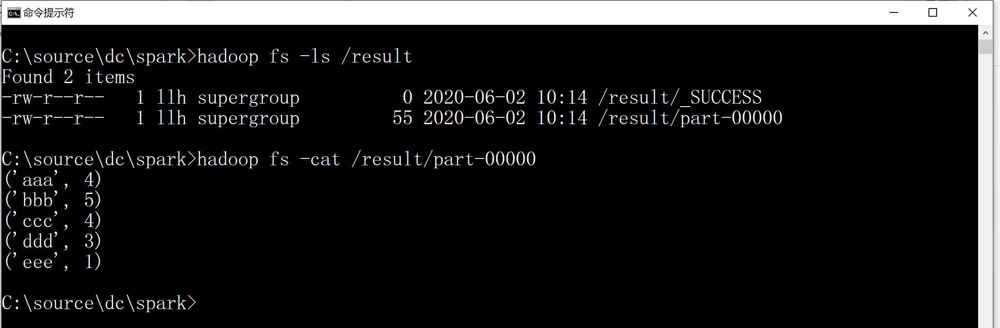 命令提示符
C:\source\dc\spark>hadoop fs -ls /result
Found 2 items
-rw-r--r--   1 llh supergroup          0 2020-06-02 10:14 /result/_SUCCESS
-rw-r--r--   1 llh supergroup         55 2020-06-02 10:14 /result/part-00000
C:\source\dc\spark>hadoop fs -cat /result/part-00000
('aaa', 4)
('bbb', 5)
('ccc', 4)
('ddd', 3)
('eee', 1)
C:\source\dc\spark>